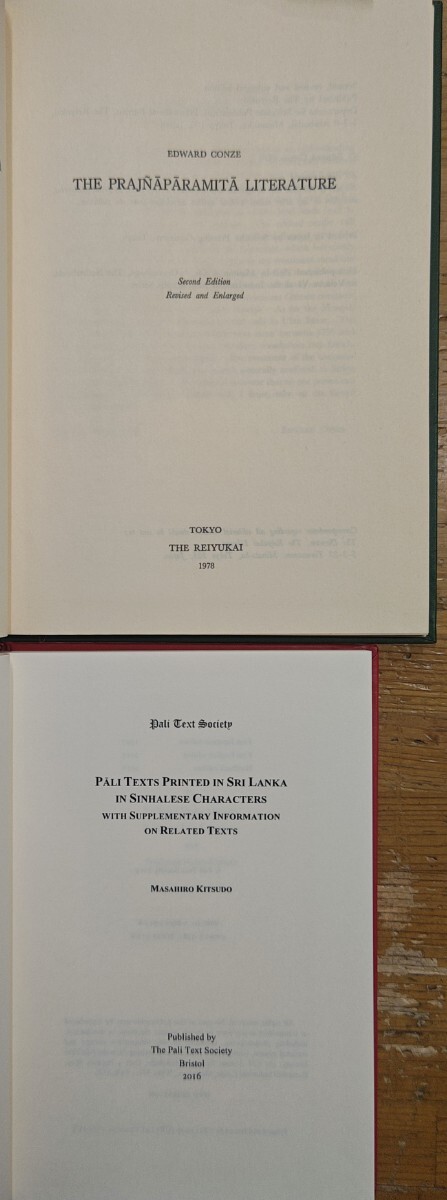 EDWARD CONZE
THE PRAJÑĀPĀRAMITĀ LITERATURE
Second Edition
Revised and Enlarged
TOKYO
THE REIYUKAI
1978
Pali Text Society
PĀLI TEXTS PRINTED IN SRI LANKA
IN SINHALESE CHARACTERS
WITH SUPPLEMENTARY INFORMATION
ON RELATED TEXTS
MASAHIRO KITSUDO
Published by
The Pali Text Society
Bristol
2016